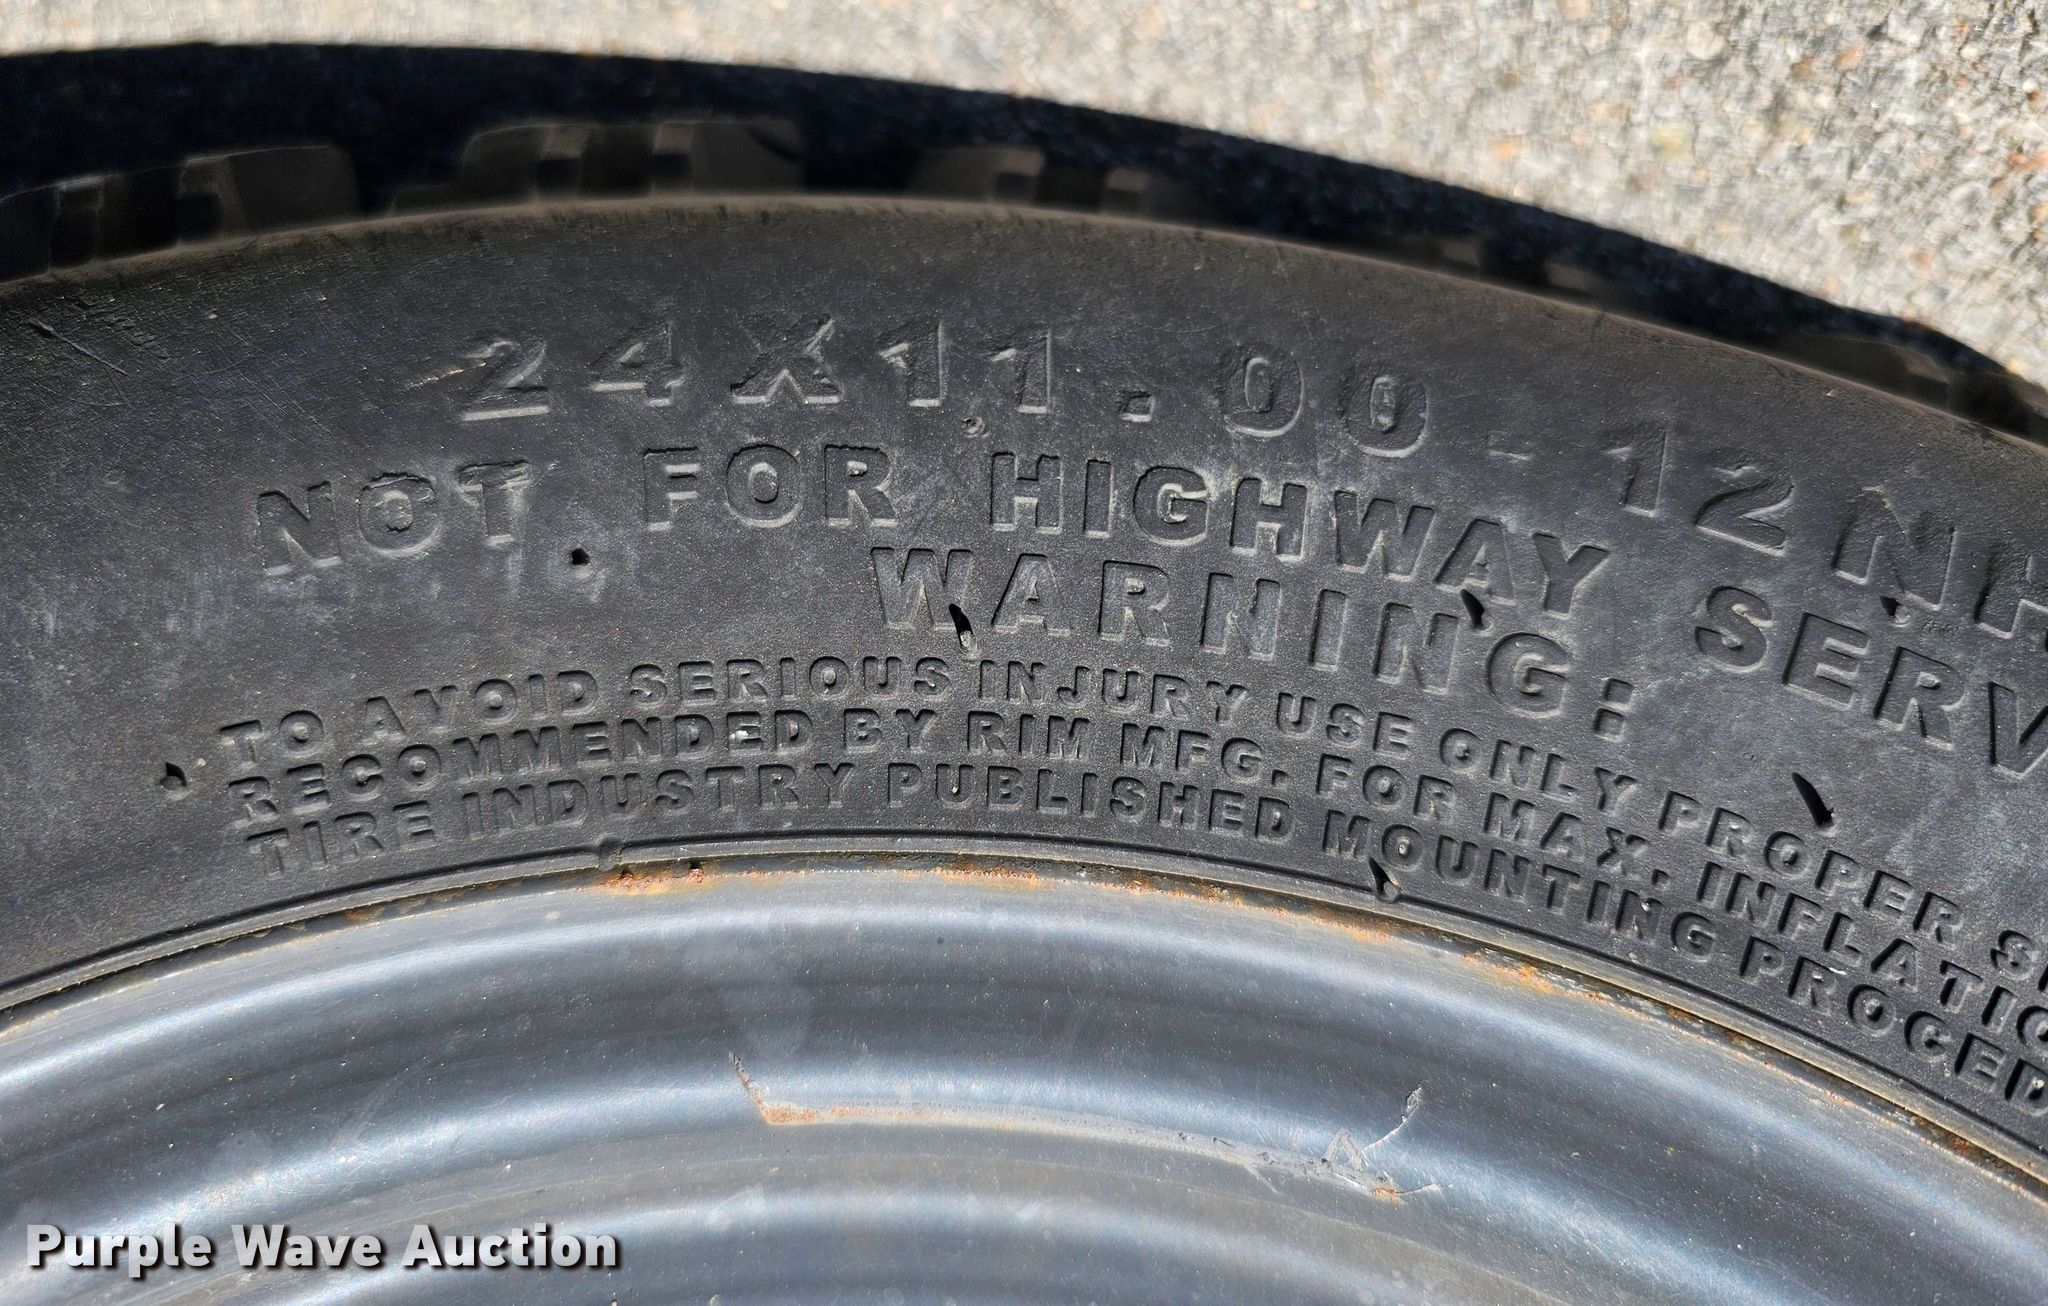 24X11.00-12NH
NOT FOR HIGHWAY SERV
WARNING:
TO AVOID SERIOUS INJURY USE ONLY PROPER S
RECOMMENDED BY RIM MFG. FOR MAX. INFLATIO
TIRE INDUSTRY PUBLISHED MOUNTING PROCED
Purple Wave Auction